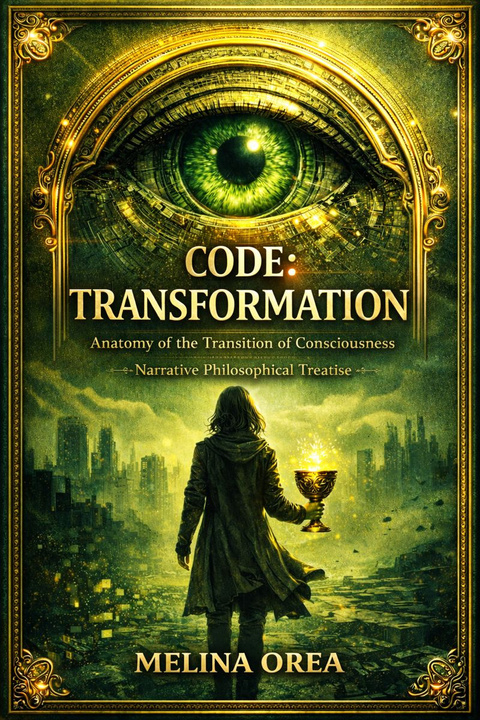 CODE:
TRANSFORMATION
Anatomy of the Transition of Consciousness
Narrative Philosophical Treatise
MELINA OREA